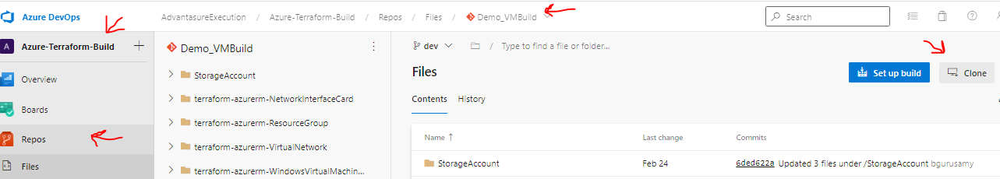 Azure DevOps
AdvantasureExecution / Azure-Terraform-Build / Repos / Files / Demo_VMBuild
Search
A Azure-Terraform-Build +
Overview
Boards
Repos
Files
Demo_VMBuild
StorageAccount
terraform-azurerm-NetworkInterfaceCard
terraform-azurerm-ResourceGroup
terraform-azurerm-VirtualNetwork
terraform-azurerm-WindowsVirtualMachin...
dev / Type to find a file or folder...
Files
Set up build
Clone
Contents History
Name ↑ Last change Commits
StorageAccount Feb 24 6ded622a Updated 3 files under /StorageAccount bgurusamy